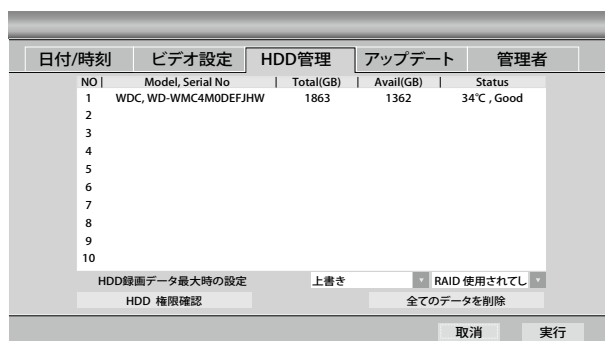 日付/時刻 ビデオ設定 HDD管理 アップデート 管理者
NO | Model, Serial No | Total(GB) | Avail(GB) | Status
1 WDC, WD-WMC4M0DEFJHW 1863 1362 34℃ , Good
2
3
4
5
6
7
8
9
10
HDD録画データ最大時の設定 上書き RAID 使用されてし
HDD 権限確認 全てのデータを削除
取消 実行